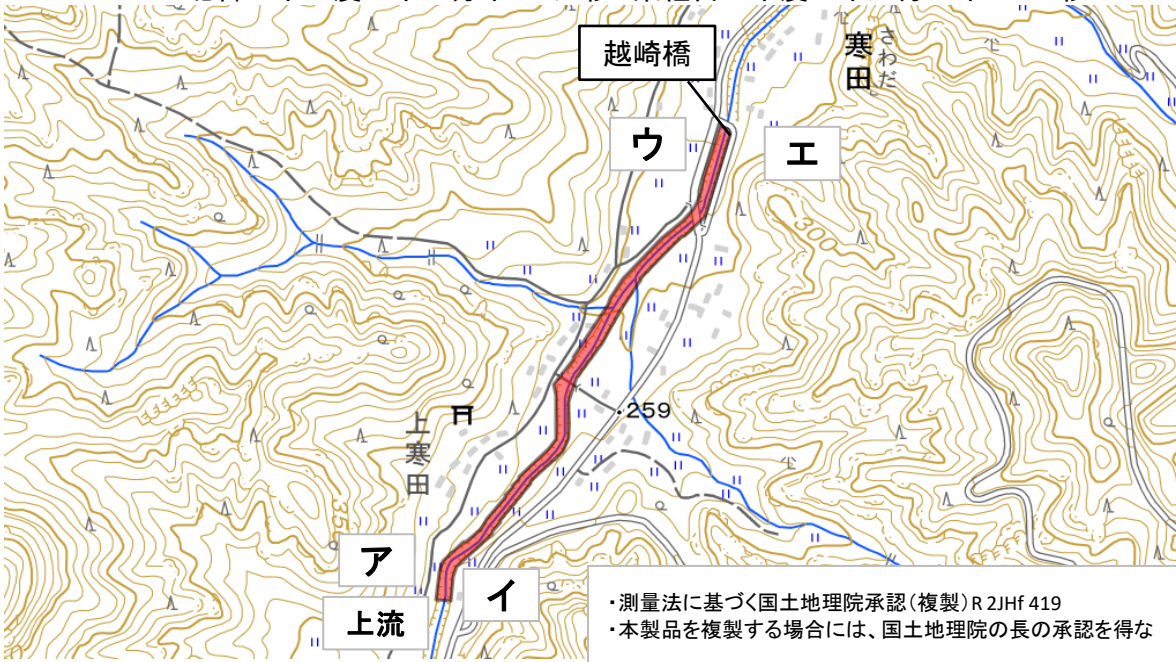 越崎橋
寒田
さわだ
ウ
エ
300
259
上寒田
35
ア
イ
上流
・測量法に基づく国土地理院承認(複製)R 2JHf 419
・本製品を複製する場合には、国土地理院の長の承認を得な